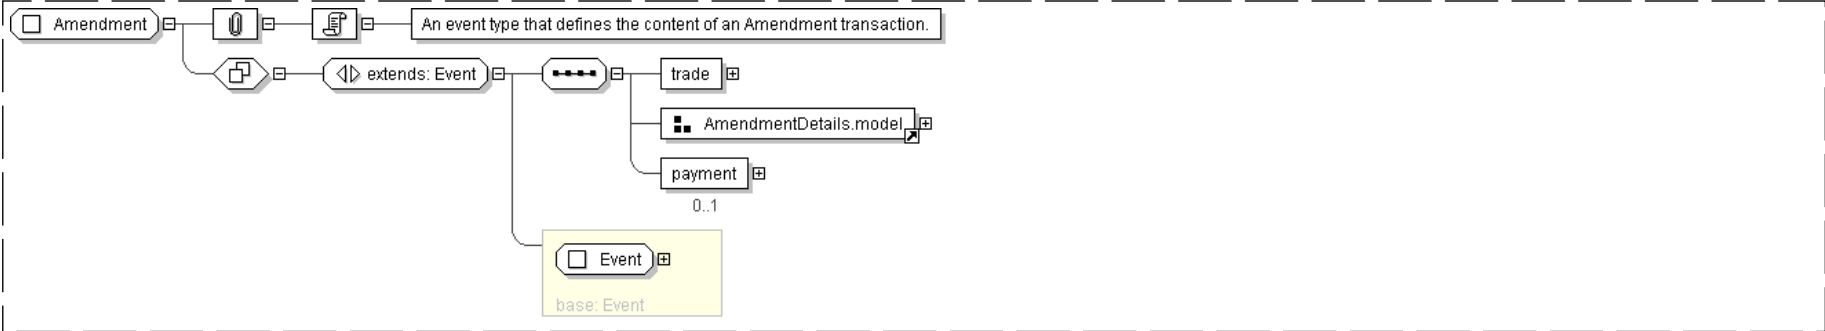 Amendment
An event type that defines the content of an Amendment transaction.
extends: Event
trade
AmendmentDetails.model
payment
0..1
Event
base: Event